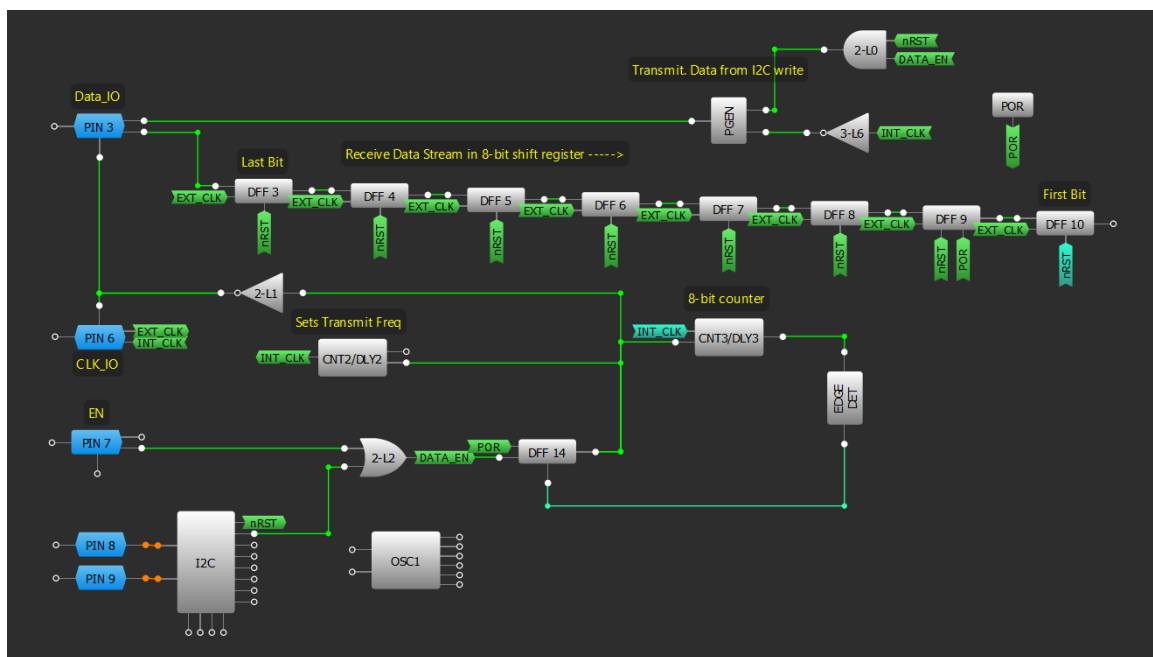 2-L0
nRST
DATA_EN
Transmit. Data from I2C write
Data_IO
PIN 3
PGEN
3-L6
INT_CLK
POR
POR
Receive Data Stream in 8-bit shift register ----->
Last Bit
First Bit
EXT_CLK
DFF 3
EXT_CLK
DFF 4
EXT_CLK
DFF 5
EXT_CLK
DFF 6
EXT_CLK
DFF 7
EXT_CLK
DFF 8
EXT_CLK
DFF 9
EXT_CLK
DFF 10
nRST
nRST
nRST
nRST
nRST
nRST
nRST
POR
nRST
2-L1
8-bit counter
Sets Transmit Freq
PIN 6
EXT_CLK
INT_CLK
CLK_IO
INT_CLK
CNT2/DLY2
INT_CLK
CNT3/DLY3
EDGE
DET
EN
PIN 7
2-L2
DATA_EN
POR
DFF 14
nRST
PIN 8
PIN 9
I2C
OSC1